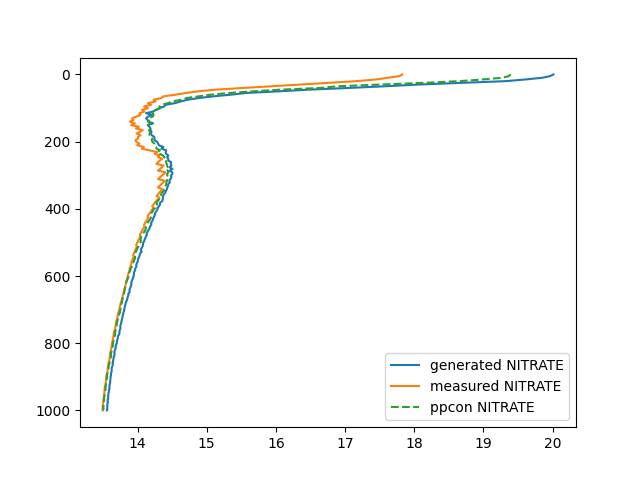 0
200
400
600
800
1000
14 15 16 17 18 19 20
generated NITRATE
measured NITRATE
ppcon NITRATE